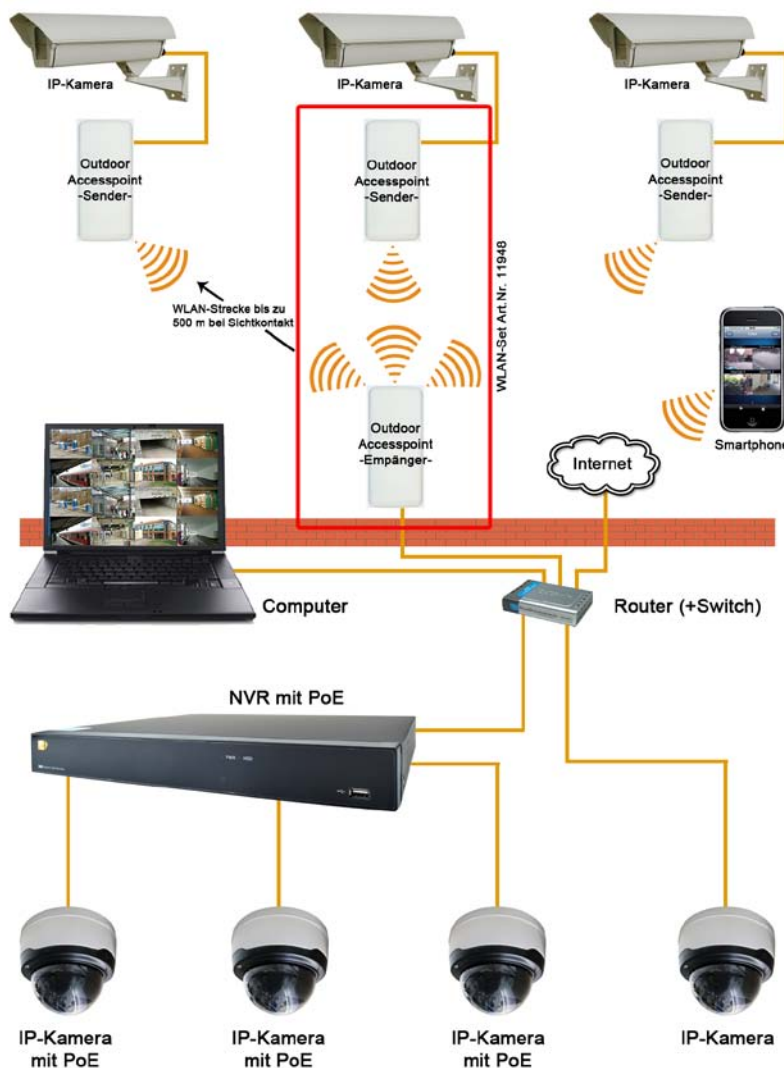 IP-Kamera
IP-Kamera
IP-Kamera
Outdoor
Accesspoint
-Sender-
Outdoor
Accesspoint
-Sender-
Outdoor
Accesspoint
-Sender-
WLAN-Strecke bis zu
500 m bei Sichtkontakt
WLAN-Set Art.Nr. 11948
Outdoor
Accesspoint
-Empänger-
Smartphone
Internet
Computer
Router (+Switch)
NVR mit PoE
IP-Kamera
mit PoE
IP-Kamera
mit PoE
IP-Kamera
mit PoE
IP-Kamera